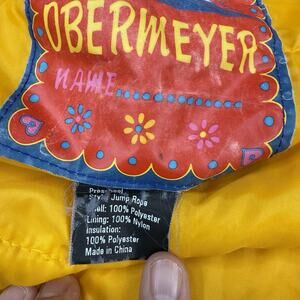 OBERMEYER
NAME
Preschool
Style: Jump Rope
Shell: 100% Polyester
Lining: 100% Nylon
Insulation:
100% Polyester
Made in China